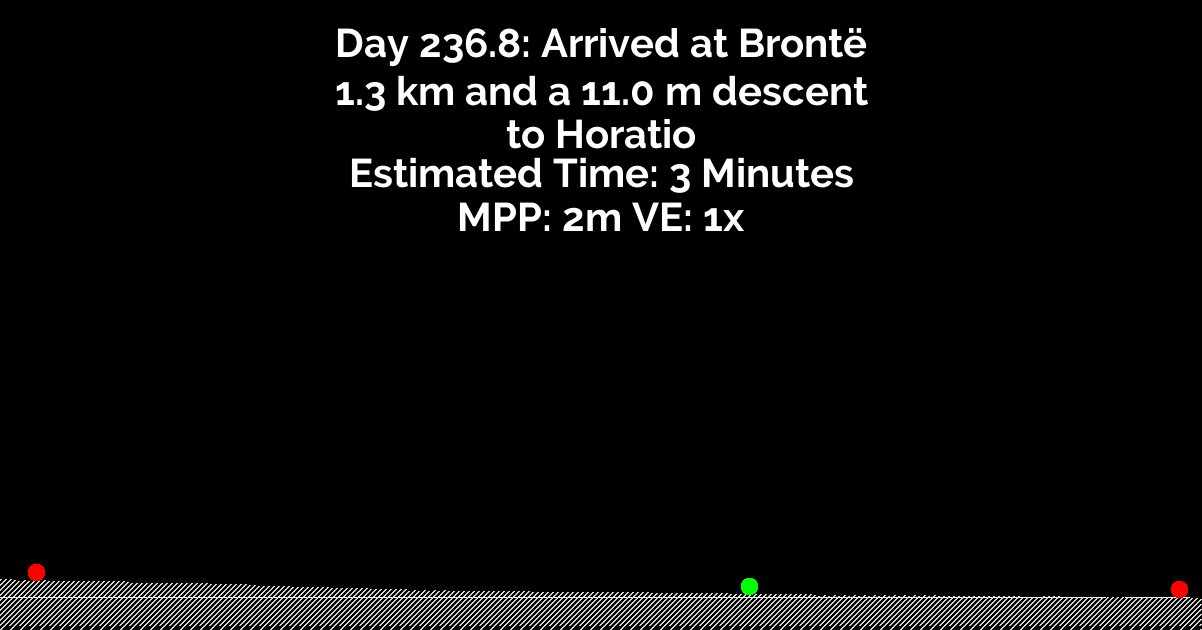 Day 236.8: Arrived at Brontë
1.3 km and a 11.0 m descent
to Horatio
Estimated Time: 3 Minutes
MPP: 2m VE: 1x